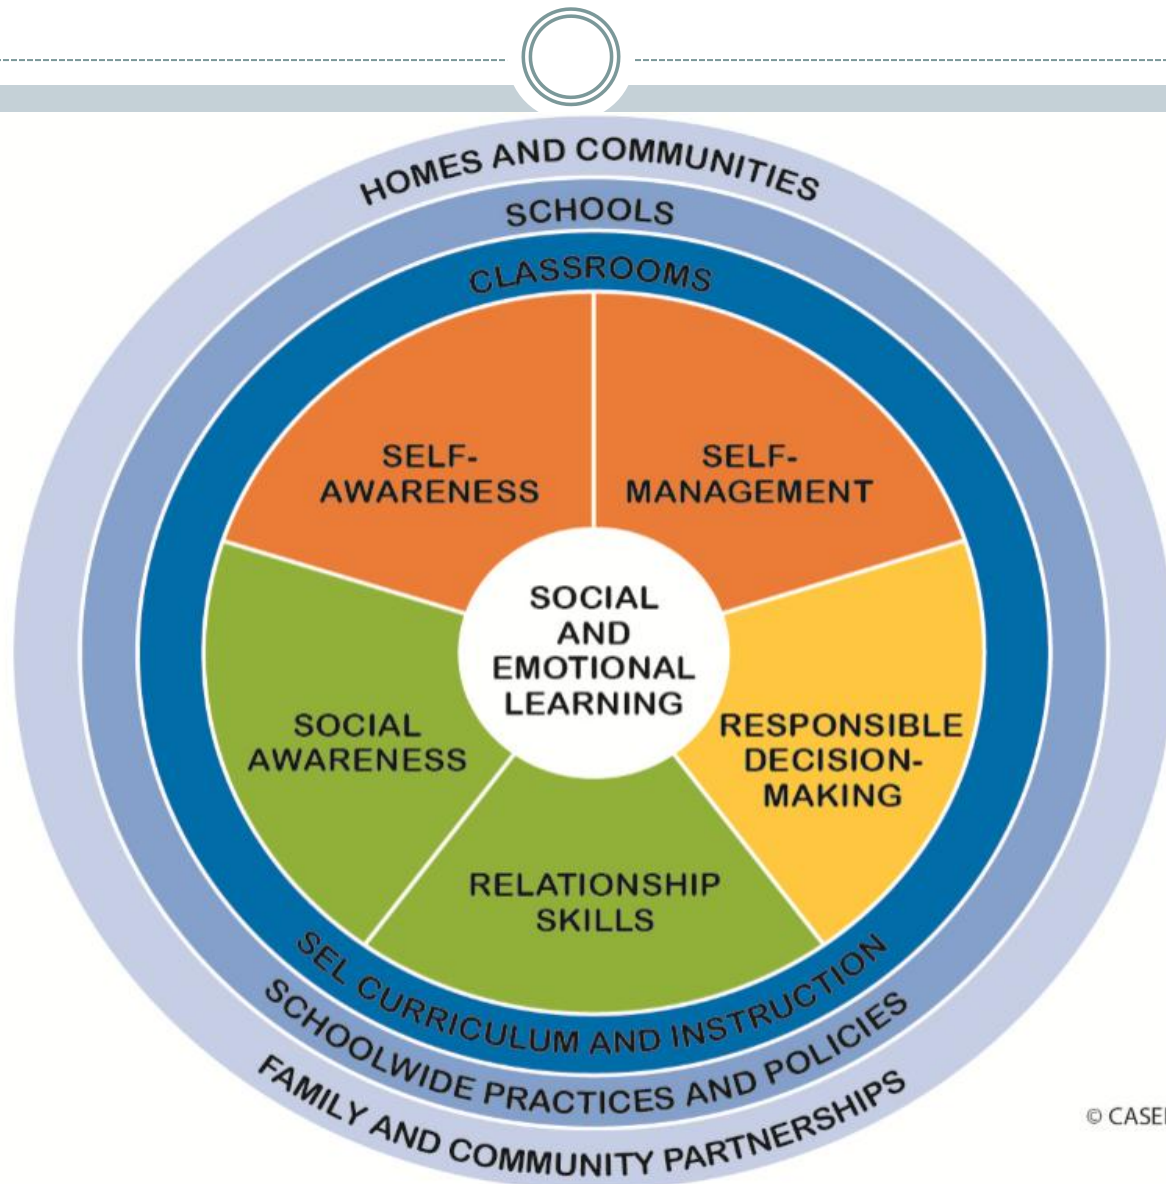 HOMES AND COMMUNITIES
SCHOOLS
CLASSROOMS
SELF-
AWARENESS
SELF-
MANAGEMENT
SOCIAL
AND
EMOTIONAL
LEARNING
SOCIAL
AWARENESS
RESPONSIBLE
DECISION-
MAKING
RELATIONSHIP
SKILLS
SEL CURRICULUM AND INSTRUCTION
SCHOOLWIDE PRACTICES AND POLICIES
FAMILY AND COMMUNITY PARTNERSHIPS
©